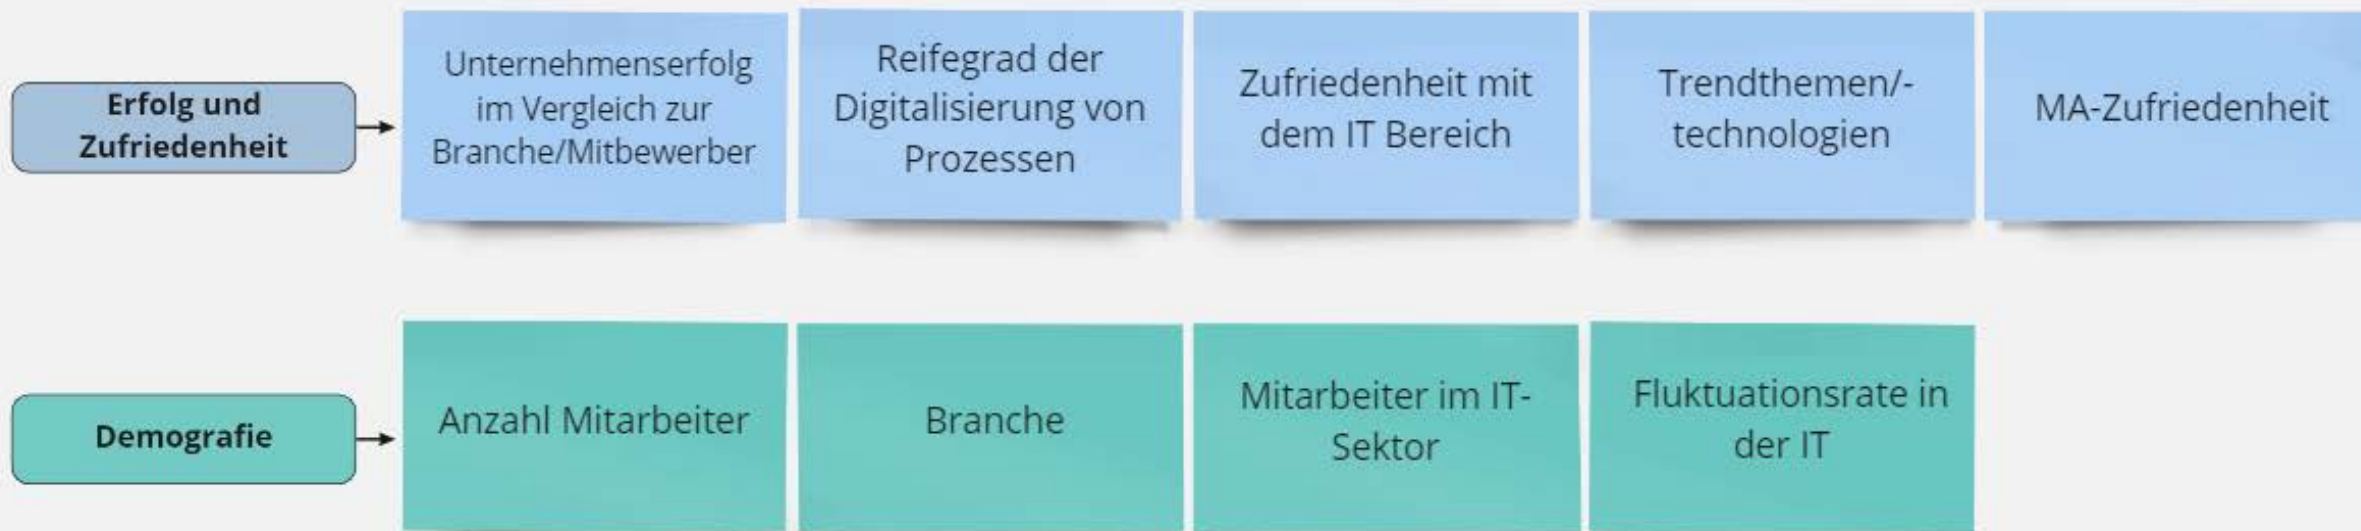 Erfolg und
Zufriedenheit
Unternehmenserfolg
im Vergleich zur
Branche/Mitbewerber
Reifegrad der
Digitalisierung von
Prozessen
Zufriedenheit mit
dem IT Bereich
Trendthemen/-
technologien
MA-Zufriedenheit
Demografie
Anzahl Mitarbeiter
Branche
Mitarbeiter im IT-
Sektor
Fluktuationsrate in
der IT